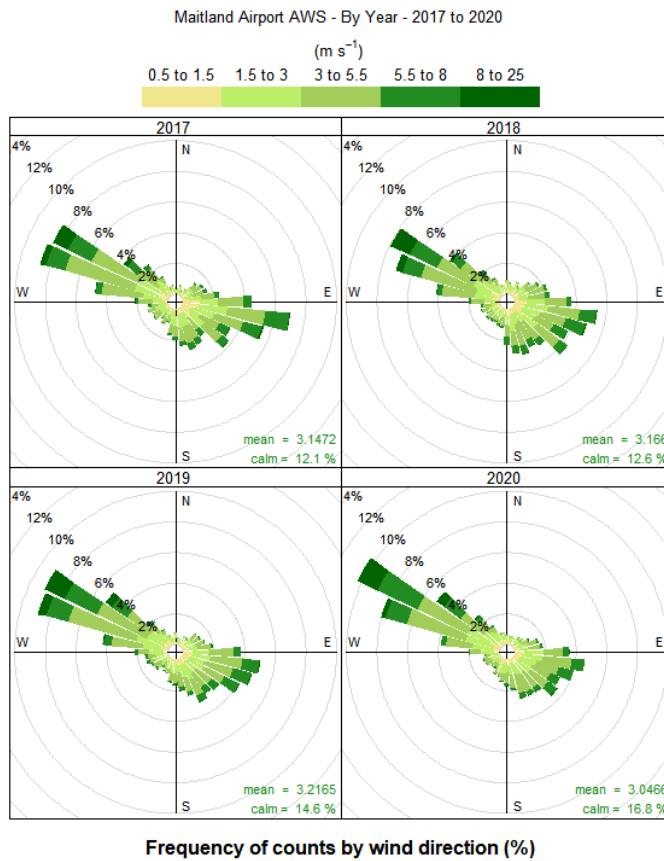 Maitland Airport AWS - By Year - 2017 to 2020
(m s⁻¹)
0.5 to 1.5 1.5 to 3 3 to 5.5 5.5 to 8 8 to 25
2017
4%
12%
10%
8%
6%
4%
2%
N
W
E
S
mean = 3.1472
calm = 12.1 %
2018
4%
12%
10%
8%
6%
4%
2%
N
W
E
S
mean = 3.166
calm = 12.6 %
2019
4%
12%
10%
8%
6%
4%
2%
N
W
E
S
mean = 3.2165
calm = 14.6 %
2020
4%
12%
10%
8%
6%
4%
2%
N
W
E
S
mean = 3.0466
calm = 16.8 %
Frequency of counts by wind direction (%)